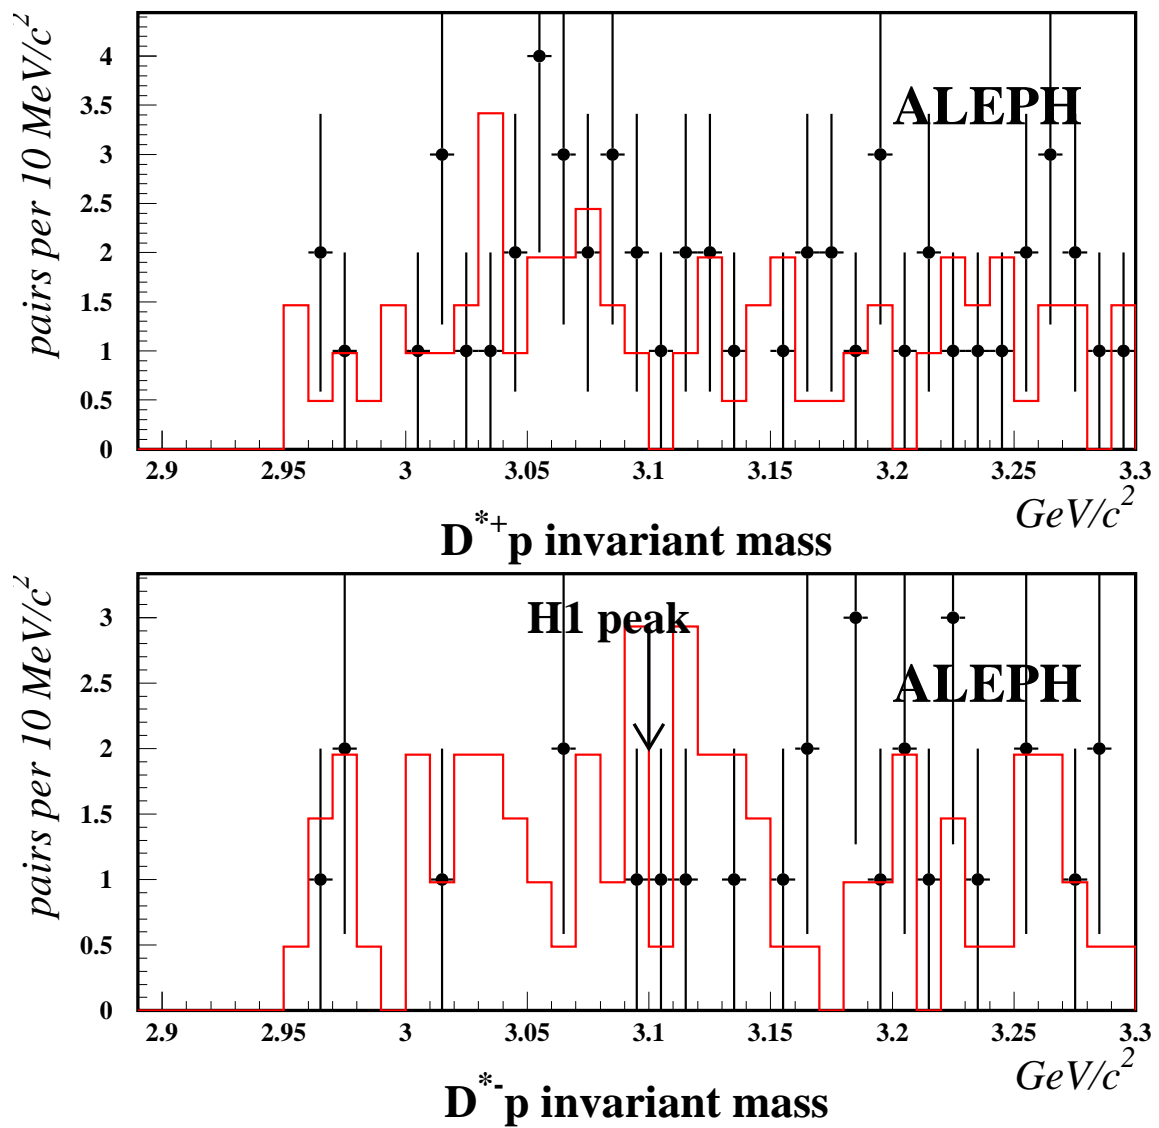 pairs per 10 MeV/c²
4
3.5
3
2.5
2
1.5
1
0.5
0
ALEPH
2.9 2.95 3 3.05 3.1 3.15 3.2 3.25 3.3
GeV/c²
D*+p invariant mass
pairs per 10 MeV/c²
3
2.5
2
1.5
1
0.5
0
H1 peak
ALEPH
2.9 2.95 3 3.05 3.1 3.15 3.2 3.25 3.3
GeV/c²
D*-p invariant mass